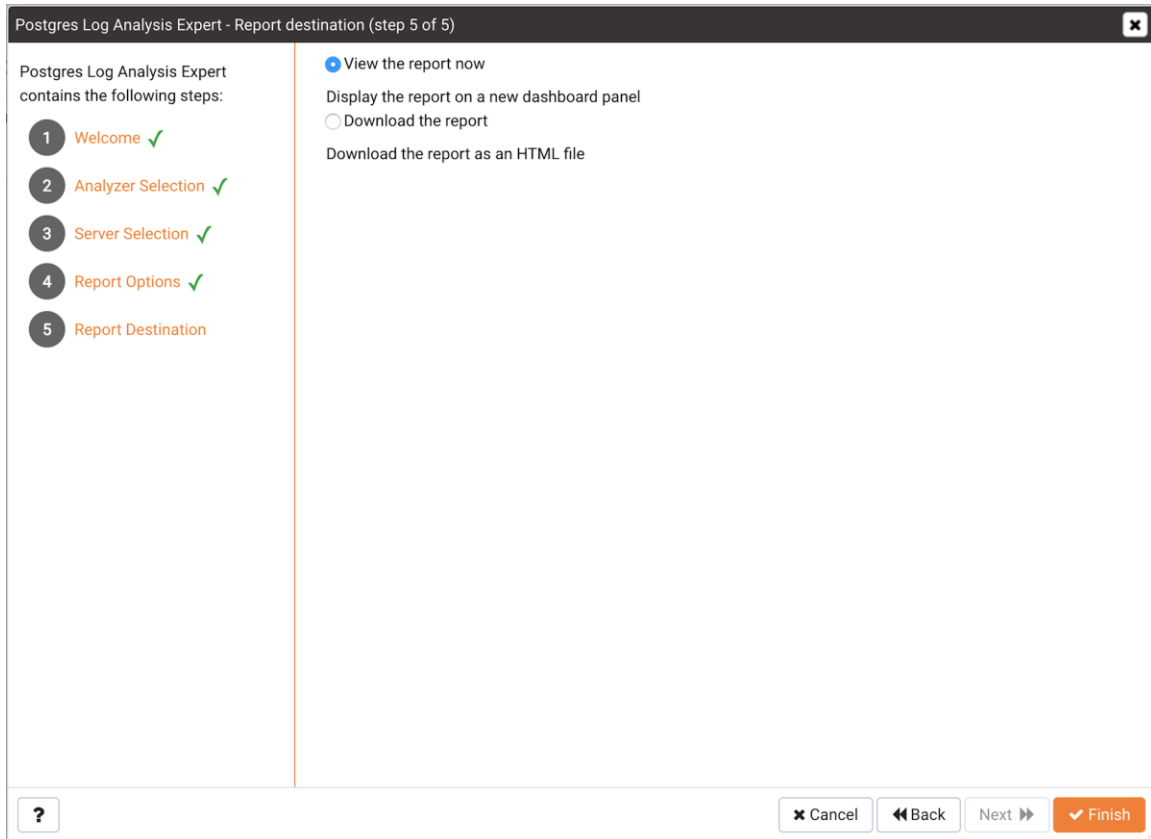 Postgres Log Analysis Expert - Report destination (step 5 of 5)
Postgres Log Analysis Expert
contains the following steps:
1 Welcome
2 Analyzer Selection
3 Server Selection
4 Report Options
5 Report Destination
View the report now
Display the report on a new dashboard panel
Download the report
Download the report as an HTML file
? Cancel Back Next Finish